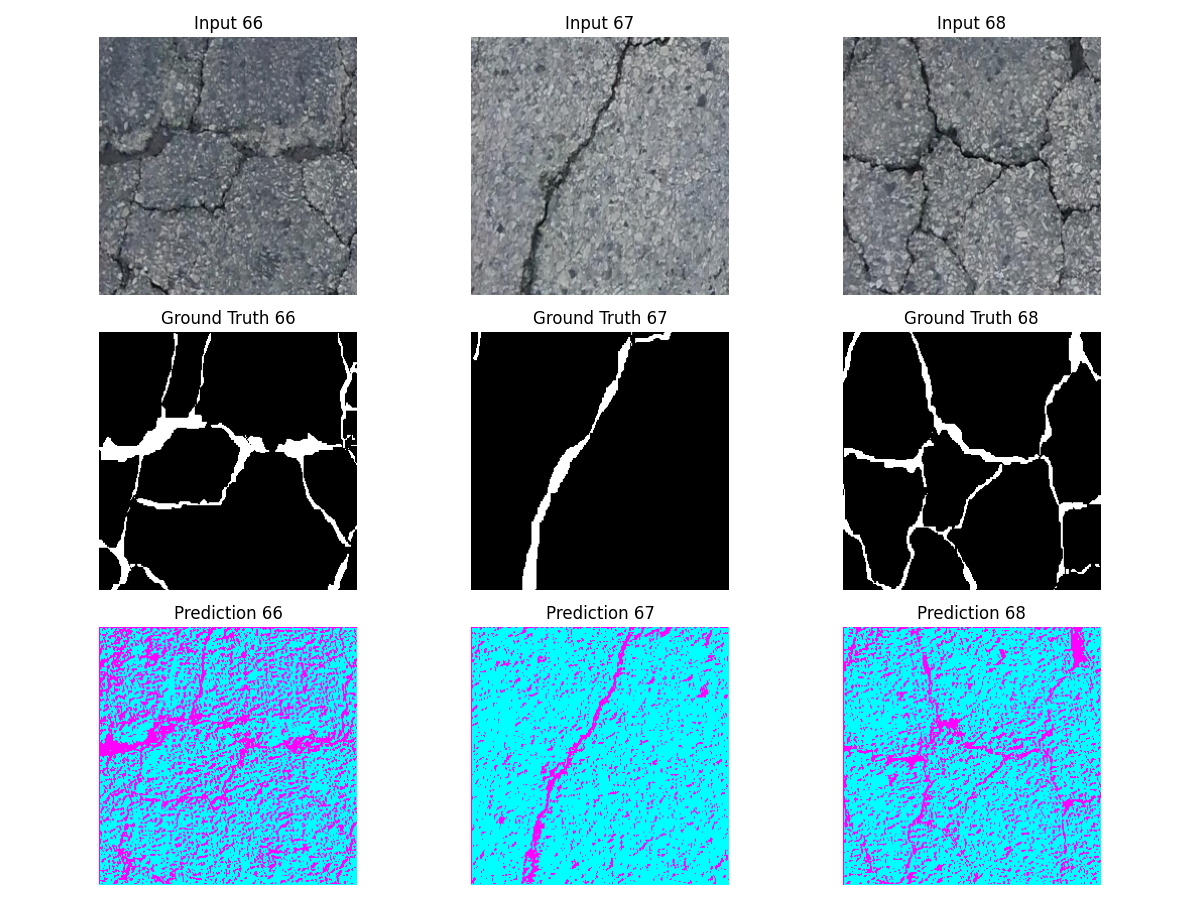 Input 66
Input 67
Input 68
Ground Truth 66
Ground Truth 67
Ground Truth 68
Prediction 66
Prediction 67
Prediction 68